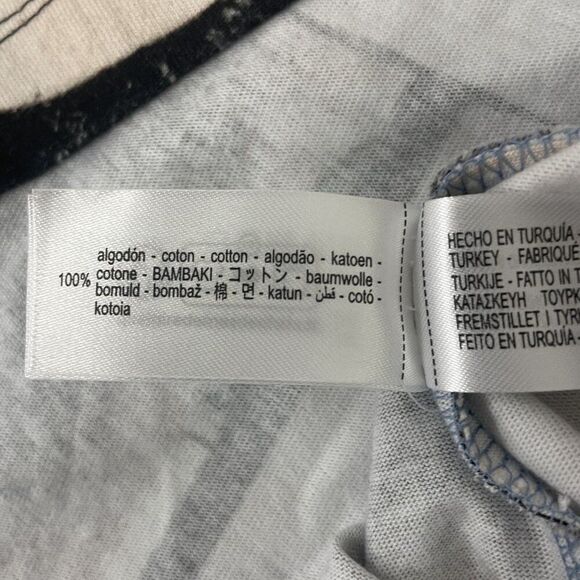 algodón - coton - cotton - algodão - katoen -
100% cotone - BAMBAKI - コットン - baumwolle -
bomuld - bombaž - 棉 - 면 - katun - قطن - cotó -
kotoia
HECHO EN TURQUÍA -
TURKEY - FABRIQUÉ
TURKIJE - FATTO IN T
ΚΑΤΑΣΚΕΥΗ ΤΟΥΡΚ
FREMSTILLET I TYR
FEITO EN TURQUÍA -